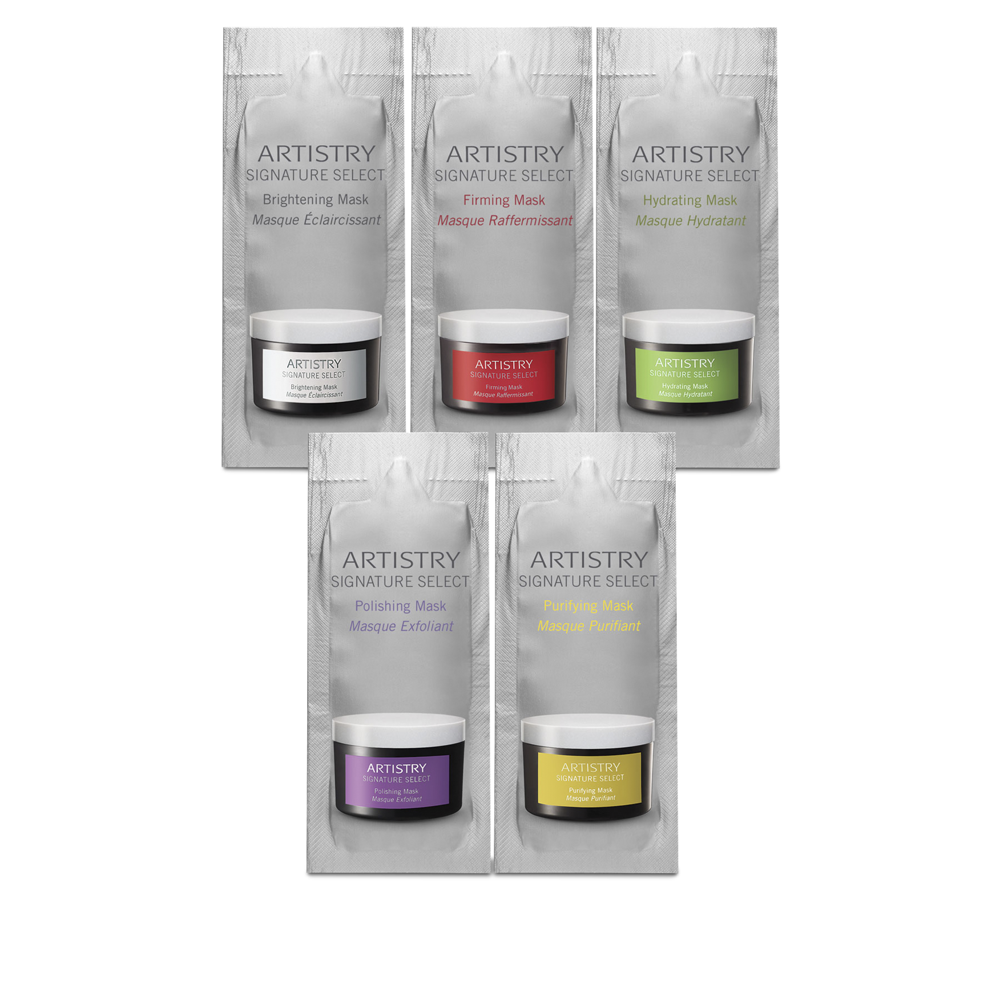 ARTISTRY
SIGNATURE SELECT
Brightening Mask
Masque Éclaircissant
ARTISTRY
SIGNATURE SELECT
Brightening Mask
Masque Éclaircissant
ARTISTRY
SIGNATURE SELECT
Firming Mask
Masque Raffermissant
ARTISTRY
SIGNATURE SELECT
Firming Mask
Masque Raffermissant
ARTISTRY
SIGNATURE SELECT
Hydrating Mask
Masque Hydratant
ARTISTRY
SIGNATURE SELECT
Hydrating Mask
Masque Hydratant
ARTISTRY
SIGNATURE SELECT
Polishing Mask
Masque Exfoliant
ARTISTRY
SIGNATURE SELECT
Polishing Mask
Masque Exfoliant
ARTISTRY
SIGNATURE SELECT
Purifying Mask
Masque Purifiant
ARTISTRY
SIGNATURE SELECT
Purifying Mask
Masque Purifiant